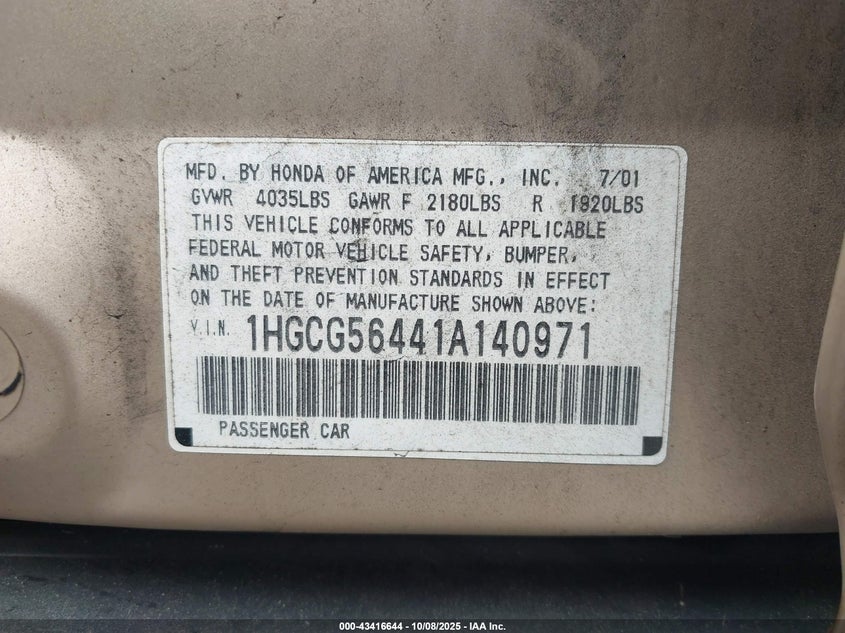 MFD. BY HONDA OF AMERICA MFG., INC. 7/01
GVWR 4035LBS GAWR F 2180LBS R 1920LBS
THIS VEHICLE CONFORMS TO ALL APPLICABLE
FEDERAL MOTOR VEHICLE SAFETY, BUMPER,
AND THEFT PREVENTION STANDARDS IN EFFECT
ON THE DATE OF MANUFACTURE SHOWN ABOVE:
V.I.N. 1HGCG56441A140971
PASSENGER CAR
000-43416644 - 10/08/2025 - IAA Inc.